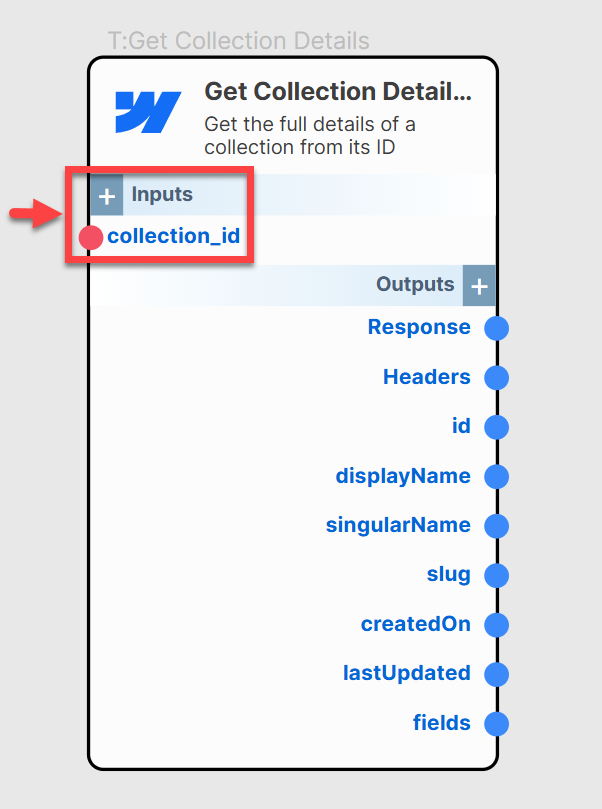 T:Get Collection Details
Get Collection Detail...
Get the full details of a
collection from its ID
+ Inputs
collection_id
Outputs +
Response
Headers
id
displayName
singularName
slug
createdOn
lastUpdated
fields